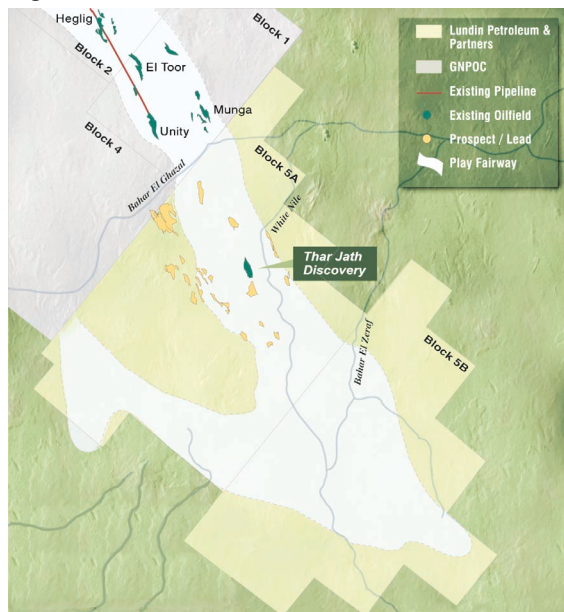 Heglig
Block 1
Block 2
El Toor
Munga
Unity
Block 4
Bahar El Ghazal
Block 5A
White Nile
Thar Jath
Discovery
Bahar El Zeraf
Block 5B
Lundin Petroleum &
Partners
GNPOC
Existing Pipeline
Existing Oilfield
Prospect / Lead
Play Fairway